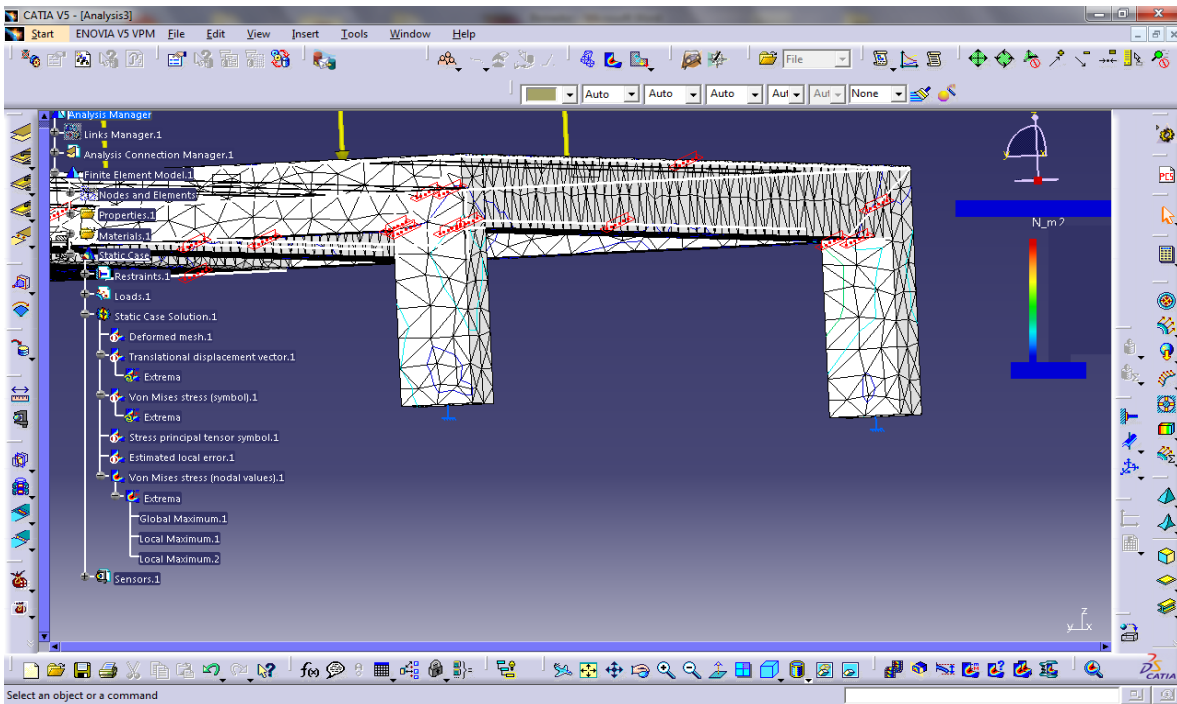 CATIA V5 - [Analysis3]
Start ENOVIA V5 VPM File Edit View Insert Tools Window Help
File
Auto Auto Auto Aut Aut None
Analysis Manager
Links Manager.1
Analysis Connection Manager.1
Finite Element Model.1
Nodes and Elements
Properties.1
Materials.1
Static Case
Restraints.1
Loads.1
Static Case Solution.1
Deformed mesh.1
Translational displacement vector.1
Extrema
Von Mises stress (symbol).1
Extrema
Stress principal tensor symbol.1
Estimated local error.1
Von Mises stress (nodal values).1
Extrema
Global Maximum.1
Local Maximum.1
Local Maximum.2
Sensors.1
N_m2
PCS
z
y x
f(x)
CATIA
Select an object or a command